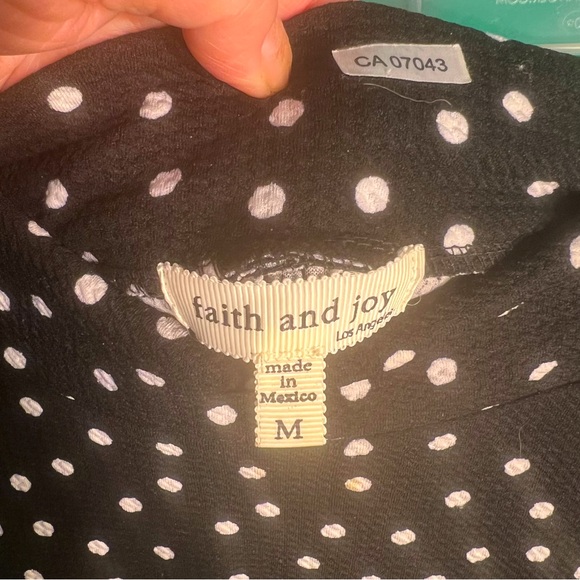 CA 07043
faith and joy
Los Angeles
made
in
Mexico
M